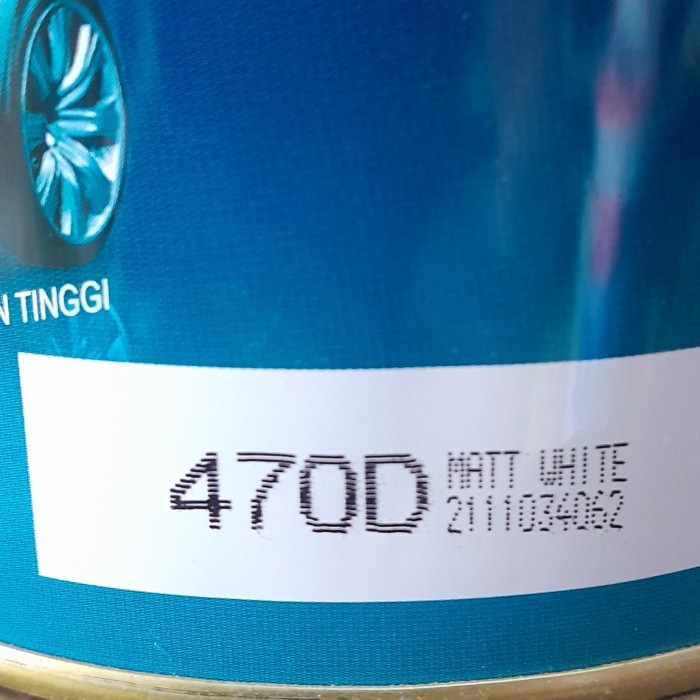 N TINGGI
470D MATT WHITE
2111034062